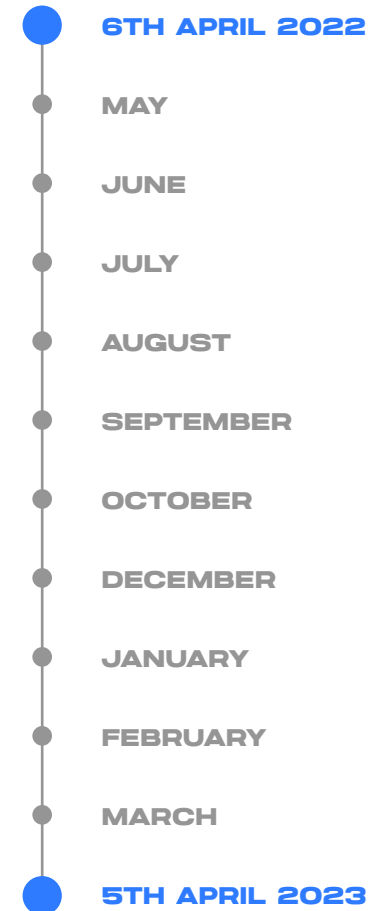 6TH APRIL 2022
MAY
JUNE
JULY
AUGUST
SEPTEMBER
OCTOBER
DECEMBER
JANUARY
FEBRUARY
MARCH
5TH APRIL 2023